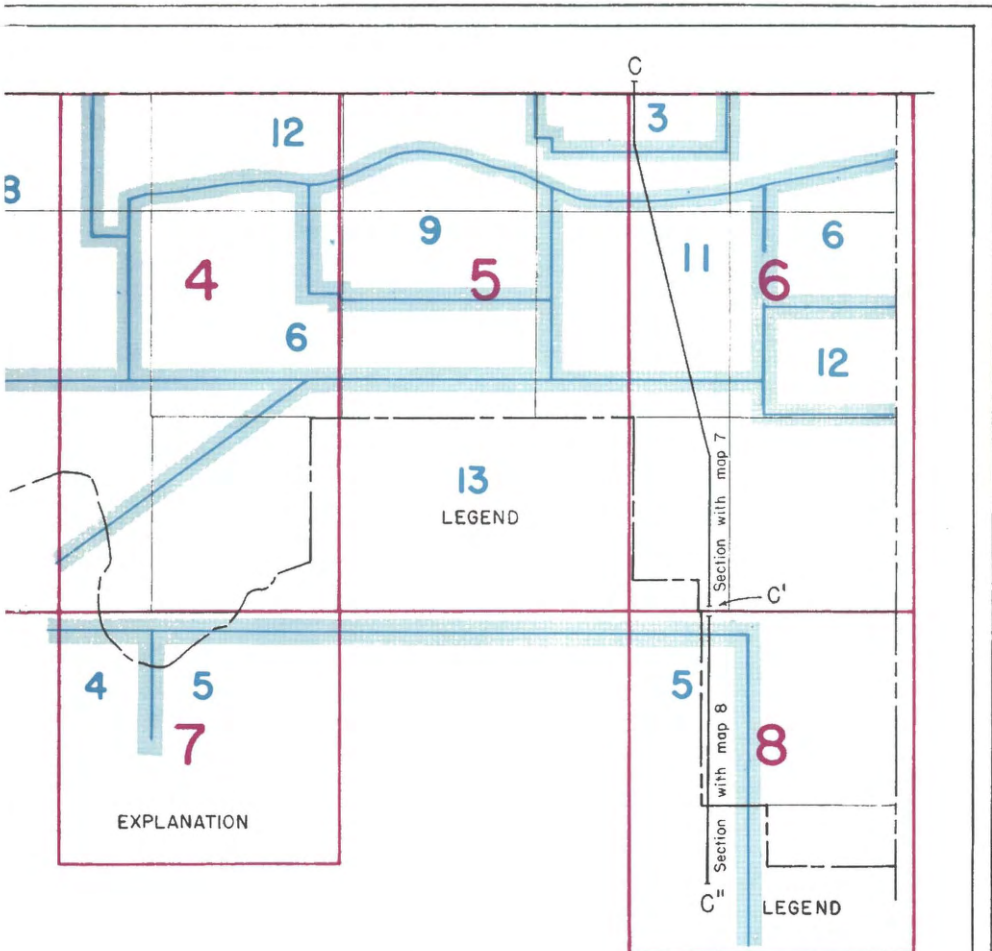 C
3
12
8
9
6
4
5
11
6
6
12
Section with map 7
13
LEGEND
C'
4
5
5
7
8
Section with map 8
EXPLANATION
C"
LEGEND